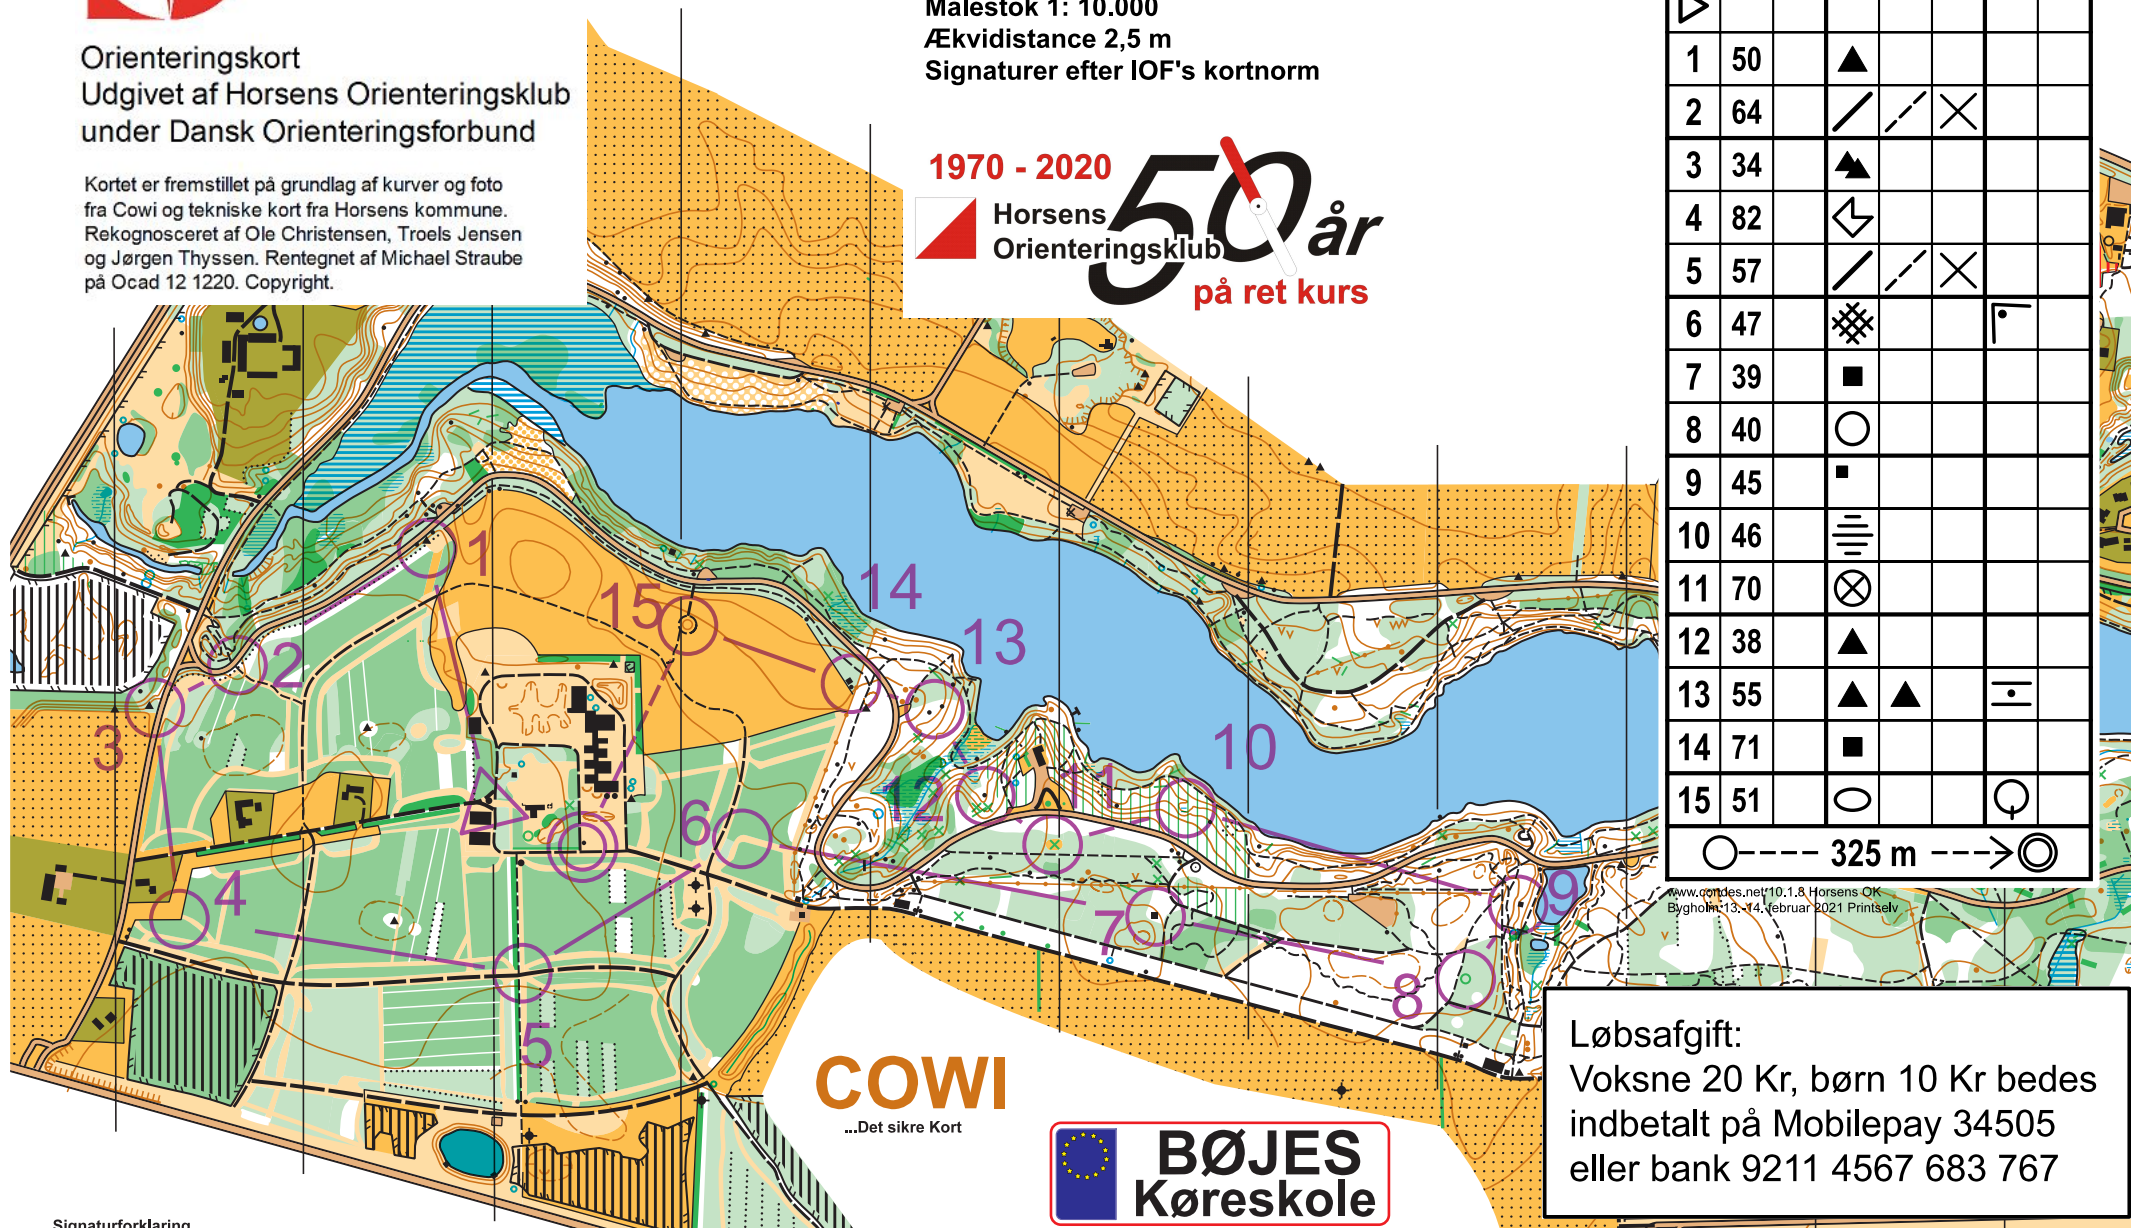 Orienteringskort
Udgivet af Horsens Orienteringsklub
under Dansk Orienteringsforbund
Kortet er fremstillet på grundlag af kurver og foto
fra Cowi og tekniske kort fra Horsens kommune.
Rekognosceret af Ole Christensen, Troels Jensen
og Jørgen Thyssen. Rentegnet af Michael Straube
på Ocad 12 1220. Copyright.
Målestok 1: 10.000
Ækvidistance 2,5 m
Signaturer efter IOF's kortnorm
1970 - 2020
Horsens
Orienteringsklub
50 år
på ret kurs
1 50
2 64
3 34
4 82
5 57
6 47
7 39
8 40
9 45
10 46
11 70
12 38
13 55
14 71
15 51
325 m
www.condes.net 10.1.8 Horsens OK
Bygholm 13.-14. februar 2021 Printselv
1
2
3
4
5
6
7
8
9
10
11
12
13
14
15
COWI
...Det sikre Kort
BØJES
Køreskole
Løbsafgift:
Voksne 20 Kr, børn 10 Kr bedes
indbetalt på Mobilepay 34505
eller bank 9211 4567 683 767
Signaturforklaring